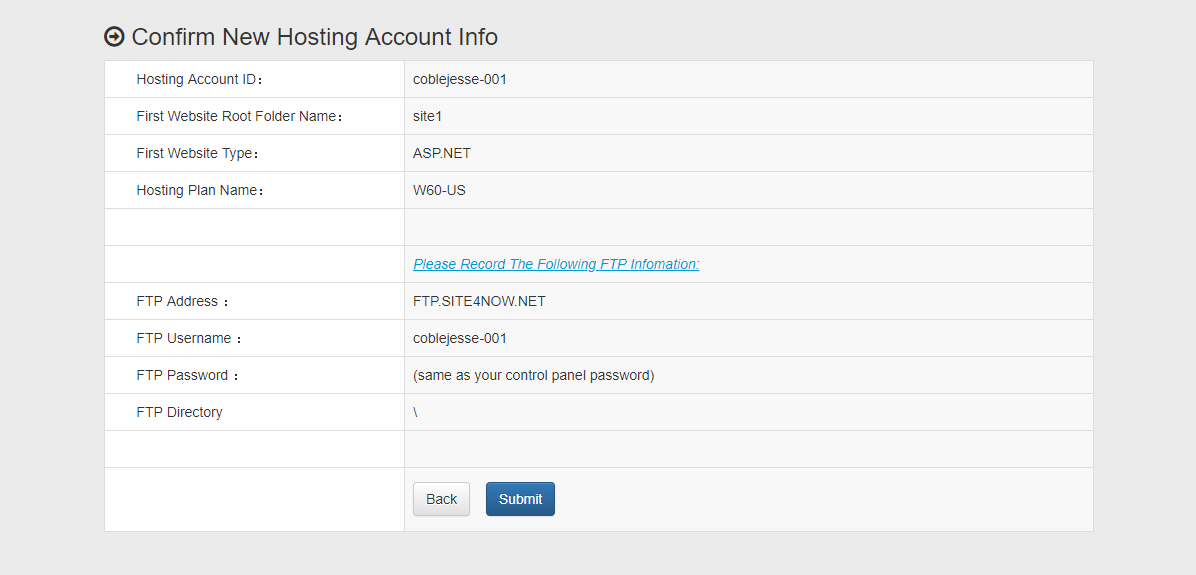 Confirm New Hosting Account Info
Hosting Account ID： coblejesse-001
First Website Root Folder Name： site1
First Website Type： ASP.NET
Hosting Plan Name： W60-US
Please Record The Following FTP Infomation:
FTP Address ： FTP.SITE4NOW.NET
FTP Username ： coblejesse-001
FTP Password ： (same as your control panel password)
FTP Directory \
Back Submit